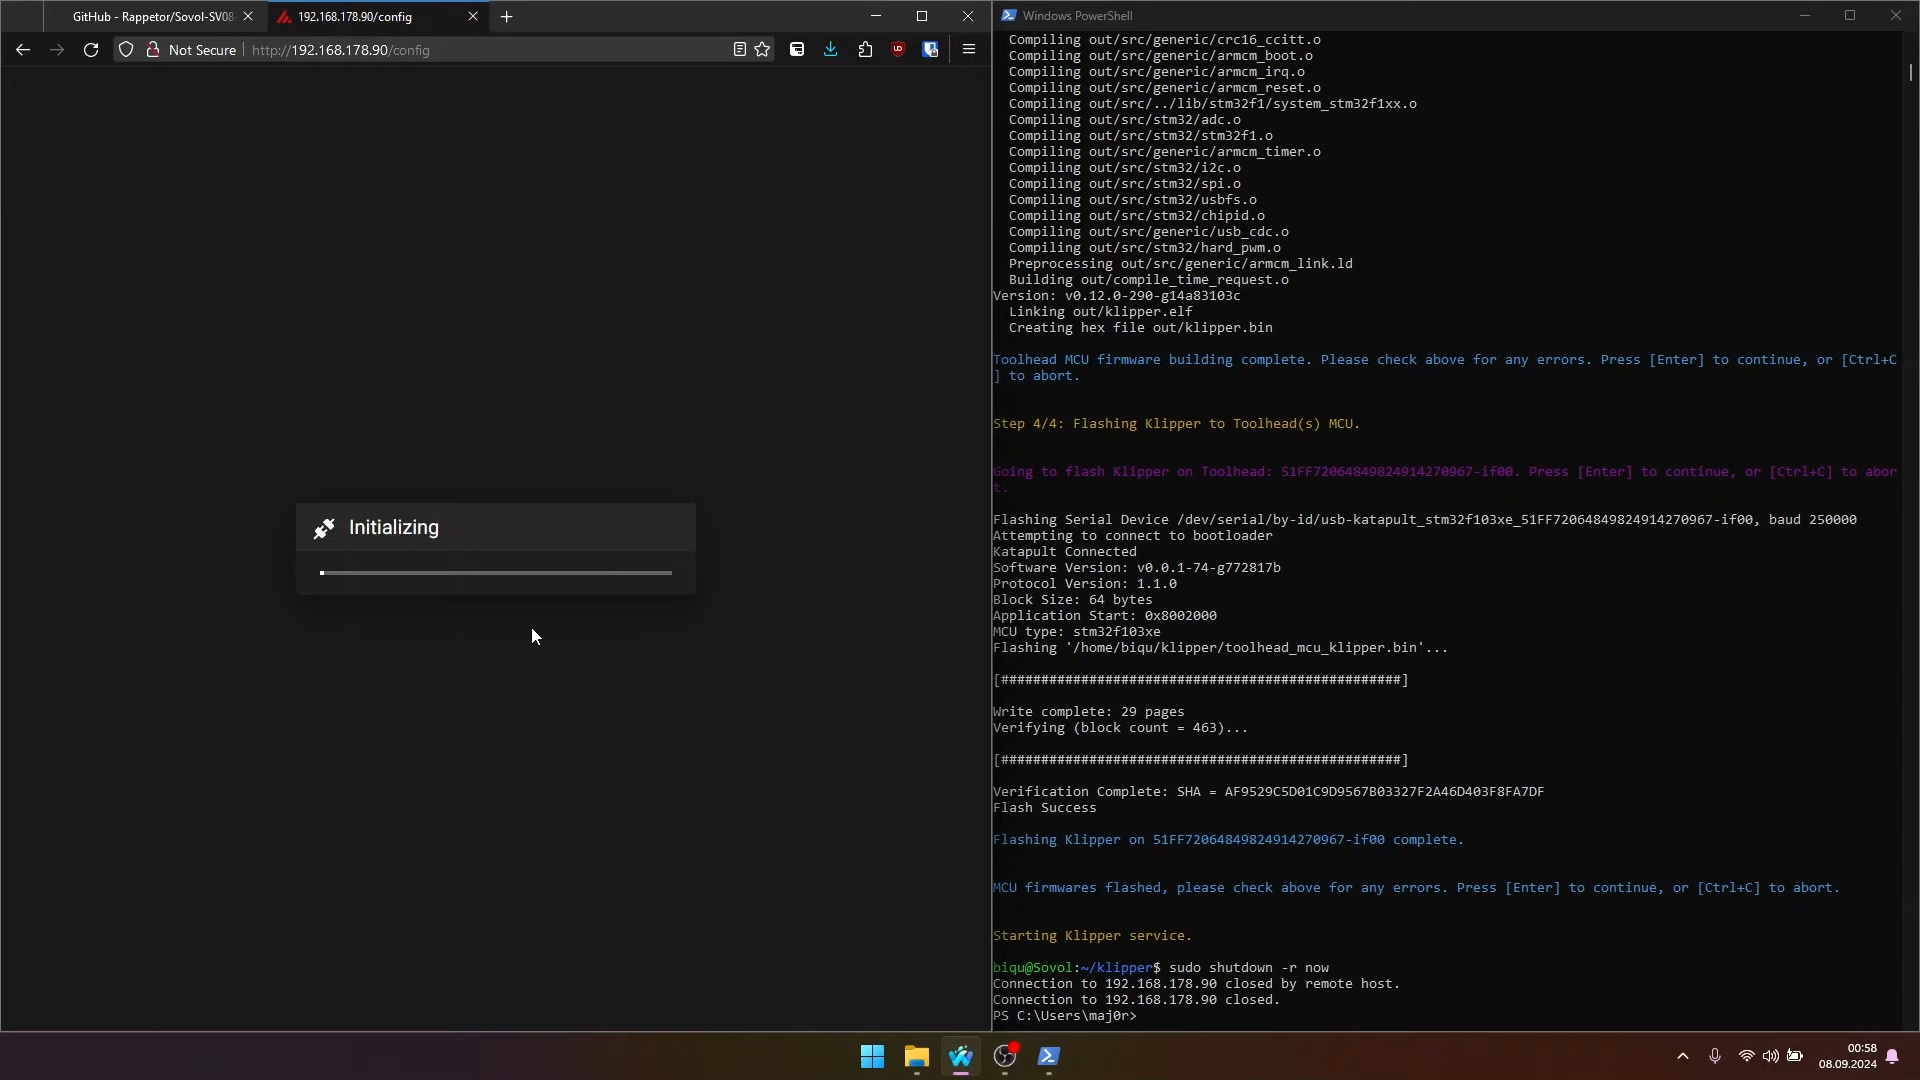 GitHub - Rappetor/Sovol-SV08-
192.168.178.90/config
Not Secure
http://192.168.178.90/config
Initializing
Windows PowerShell
Compiling out/src/generic/crc16_ccitt.o
Compiling out/src/generic/armcm_boot.o
Compiling out/src/generic/armcm_irq.o
Compiling out/src/generic/armcm_reset.o
Compiling out/src/../lib/stm32f1/system_stm32f1xx.o
Compiling out/src/stm32/adc.o
Compiling out/src/stm32/stm32f1.o
Compiling out/src/generic/armcm_timer.o
Compiling out/src/stm32/i2c.o
Compiling out/src/stm32/spi.o
Compiling out/src/stm32/usbfs.o
Compiling out/src/stm32/chipid.o
Compiling out/src/generic/usb_cdc.o
Compiling out/src/stm32/hard_pwm.o
Preprocessing out/src/generic/armcm_link.ld
Building out/compile_time_request.o
Version: v0.12.0-290-g14a83103c
Linking out/klipper.elf
Creating hex file out/klipper.bin
Toolhead MCU firmware building complete. Please check above for any errors. Press [Enter] to continue, or [Ctrl+C
] to abort.
Step 4/4: Flashing Klipper to Toolhead(s) MCU.
Going to flash Klipper on Toolhead: 51FF72064849824914270967-if00. Press [Enter] to continue, or [Ctrl+C] to abor
t.
Flashing Serial Device /dev/serial/by-id/usb-katapult_stm32f103xe_51FF72064849824914270967-if00, baud 250000
Attempting to connect to bootloader
Katapult Connected
Software Version: v0.0.1-74-g772817b
Protocol Version: 1.1.0
Block Size: 64 bytes
Application Start: 0x8002000
MCU type: stm32f103xe
Flashing '/home/biqu/klipper/toolhead_mcu_klipper.bin'...
[##################################################]
Write complete: 29 pages
Verifying (block count = 463)...
[##################################################]
Verification Complete: SHA = AF9529C5D01C9D9567B03327F2A46D403F8FA7DF
Flash Success
Flashing Klipper on 51FF72064849824914270967-if00 complete.
MCU firmwares flashed, please check above for any errors. Press [Enter] to continue, or [Ctrl+C] to abort.
Starting Klipper service.
biqu@Sovol:~/klipper$ sudo shutdown -r now
Connection to 192.168.178.90 closed by remote host.
Connection to 192.168.178.90 closed.
PS C:\Users\maj0r>
00:58
08.09.2024